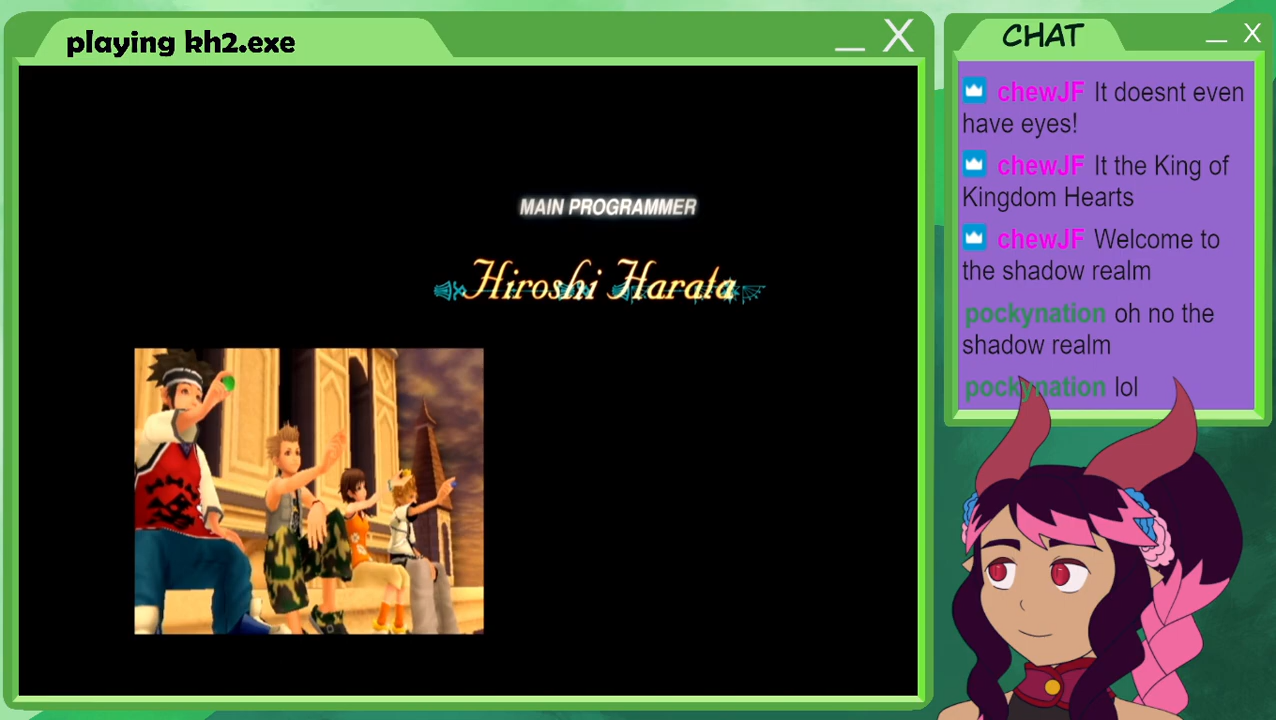 playing kh2.exe
MAIN PROGRAMMER
Hiroshi Harata
CHAT
chewJF It doesnt even
have eyes!
chewJF It the King of
Kingdom Hearts
chewJF Welcome to
the shadow realm
pockynation oh no the
shadow realm
pockynation lol